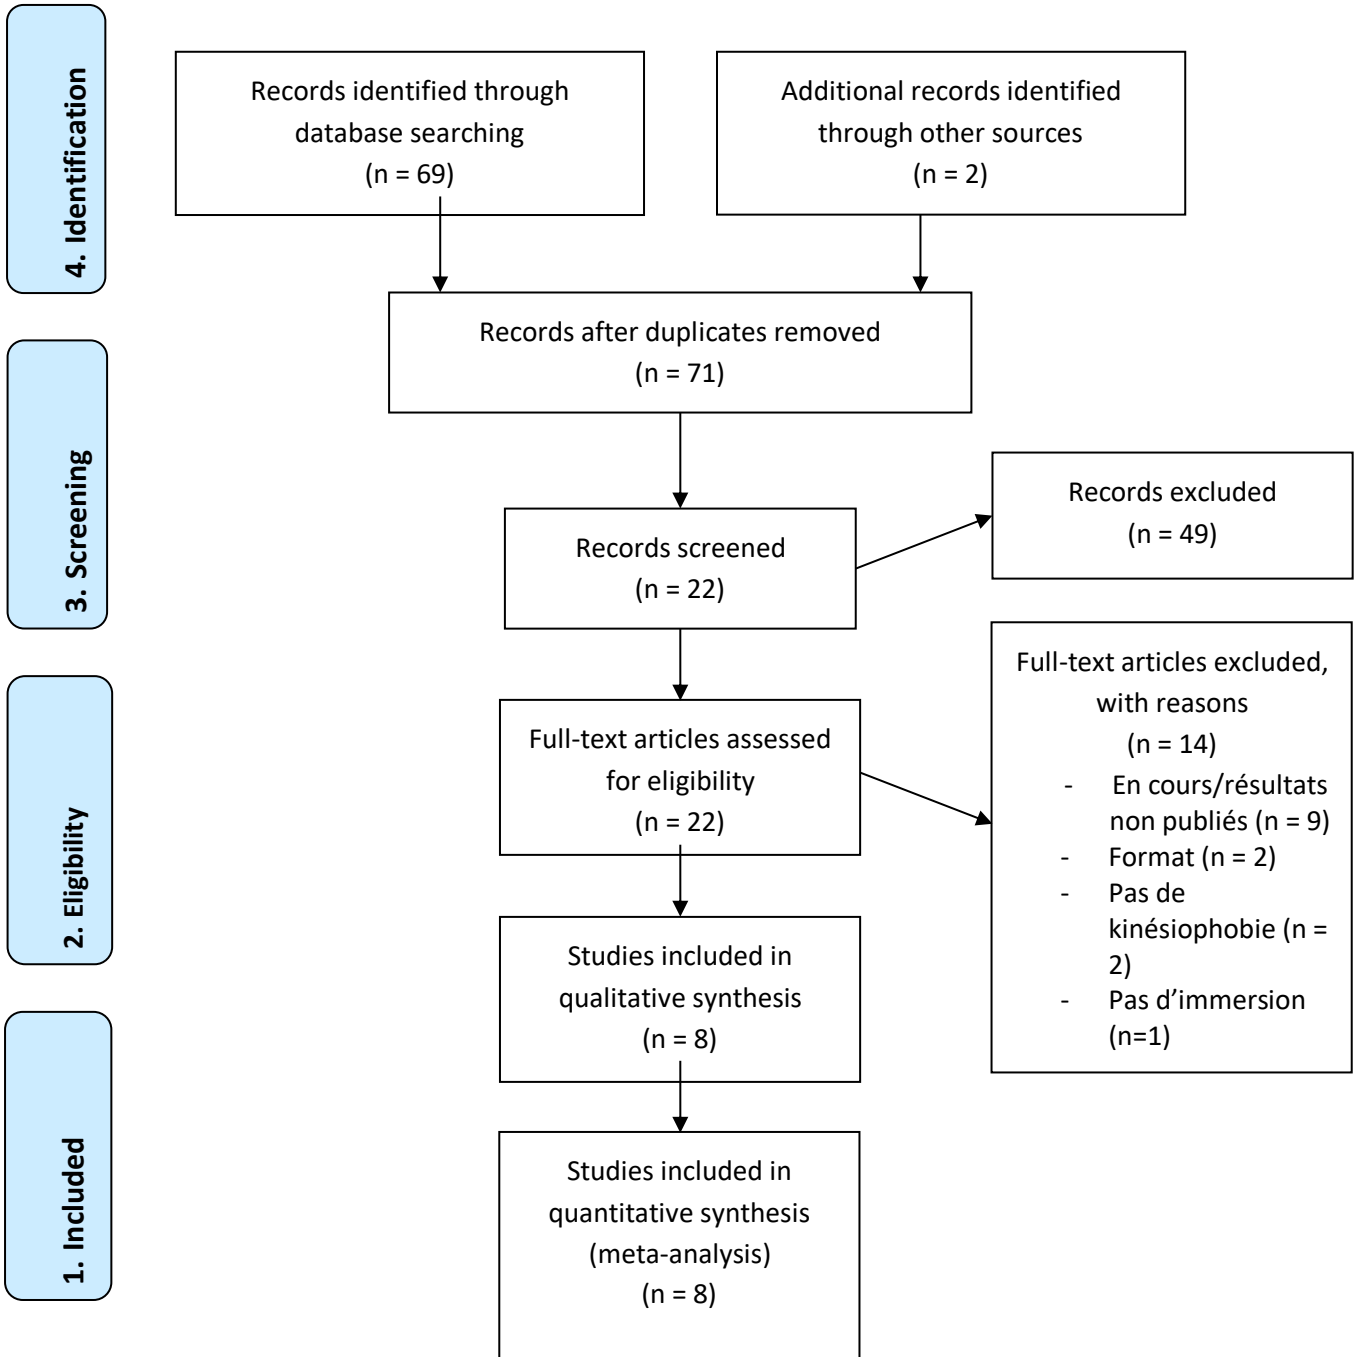 4. Identification
Records identified through
database searching
(n = 69)
Additional records identified
through other sources
(n = 2)
Records after duplicates removed
(n = 71)
3. Screening
Records screened
(n = 22)
Records excluded
(n = 49)
2. Eligibility
Full-text articles assessed
for eligibility
(n = 22)
Full-text articles excluded,
with reasons
(n = 14)
- En cours/résultats
non publiés (n = 9)
- Format (n = 2)
- Pas de
kinésiophobie (n =
2)
- Pas d’immersion
(n=1)
Studies included in
qualitative synthesis
(n = 8)
1. Included
Studies included in
quantitative synthesis
(meta-analysis)
(n = 8)